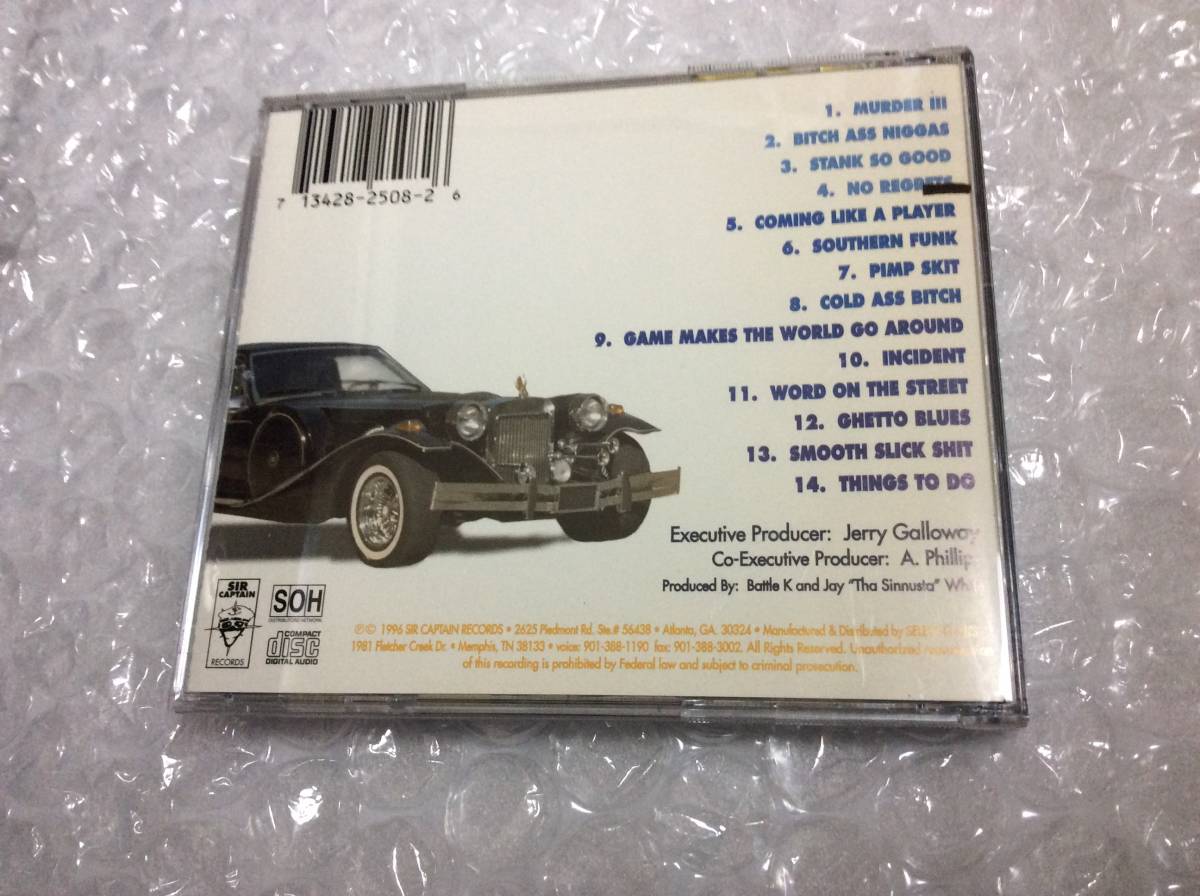 7 13428-2508-2 6
1. MURDER III
2. BITCH ASS NIGGAS
3. STANK SO GOOD
4. NO REGRETS
5. COMING LIKE A PLAYER
6. SOUTHERN FUNK
7. PIMP SKIT
8. COLD ASS BITCH
9. GAME MAKES THE WORLD GO AROUND
10. INCIDENT
11. WORD ON THE STREET
12. GHETTO BLUES
13. SMOOTH SLICK SHIT
14. THINGS TO DO
Executive Producer: Jerry Galloway
Co-Executive Producer: A. Phillip
Produced By: Battle K and Jay "Tha Sinnusta"
SIR
CAPTAIN
RECORDS
SOH
DISTRIBUTORS NETWORK
COMPACT
disc
DIGITAL AUDIO
℗© 1996 SIR CAPTAIN RECORDS • 2625 Piedmont Rd. Ste.# 56438 • Atlanta, GA. 30324 • Manufactured & Distributed by
1981 Fletcher Creek Dr. • Memphis, TN 38133 • voice: 901-388-1190 fax: 901-388-3002. All Rights Reserved. Unauthorized
of this recording is prohibited by Federal law and subject to criminal prosecution.